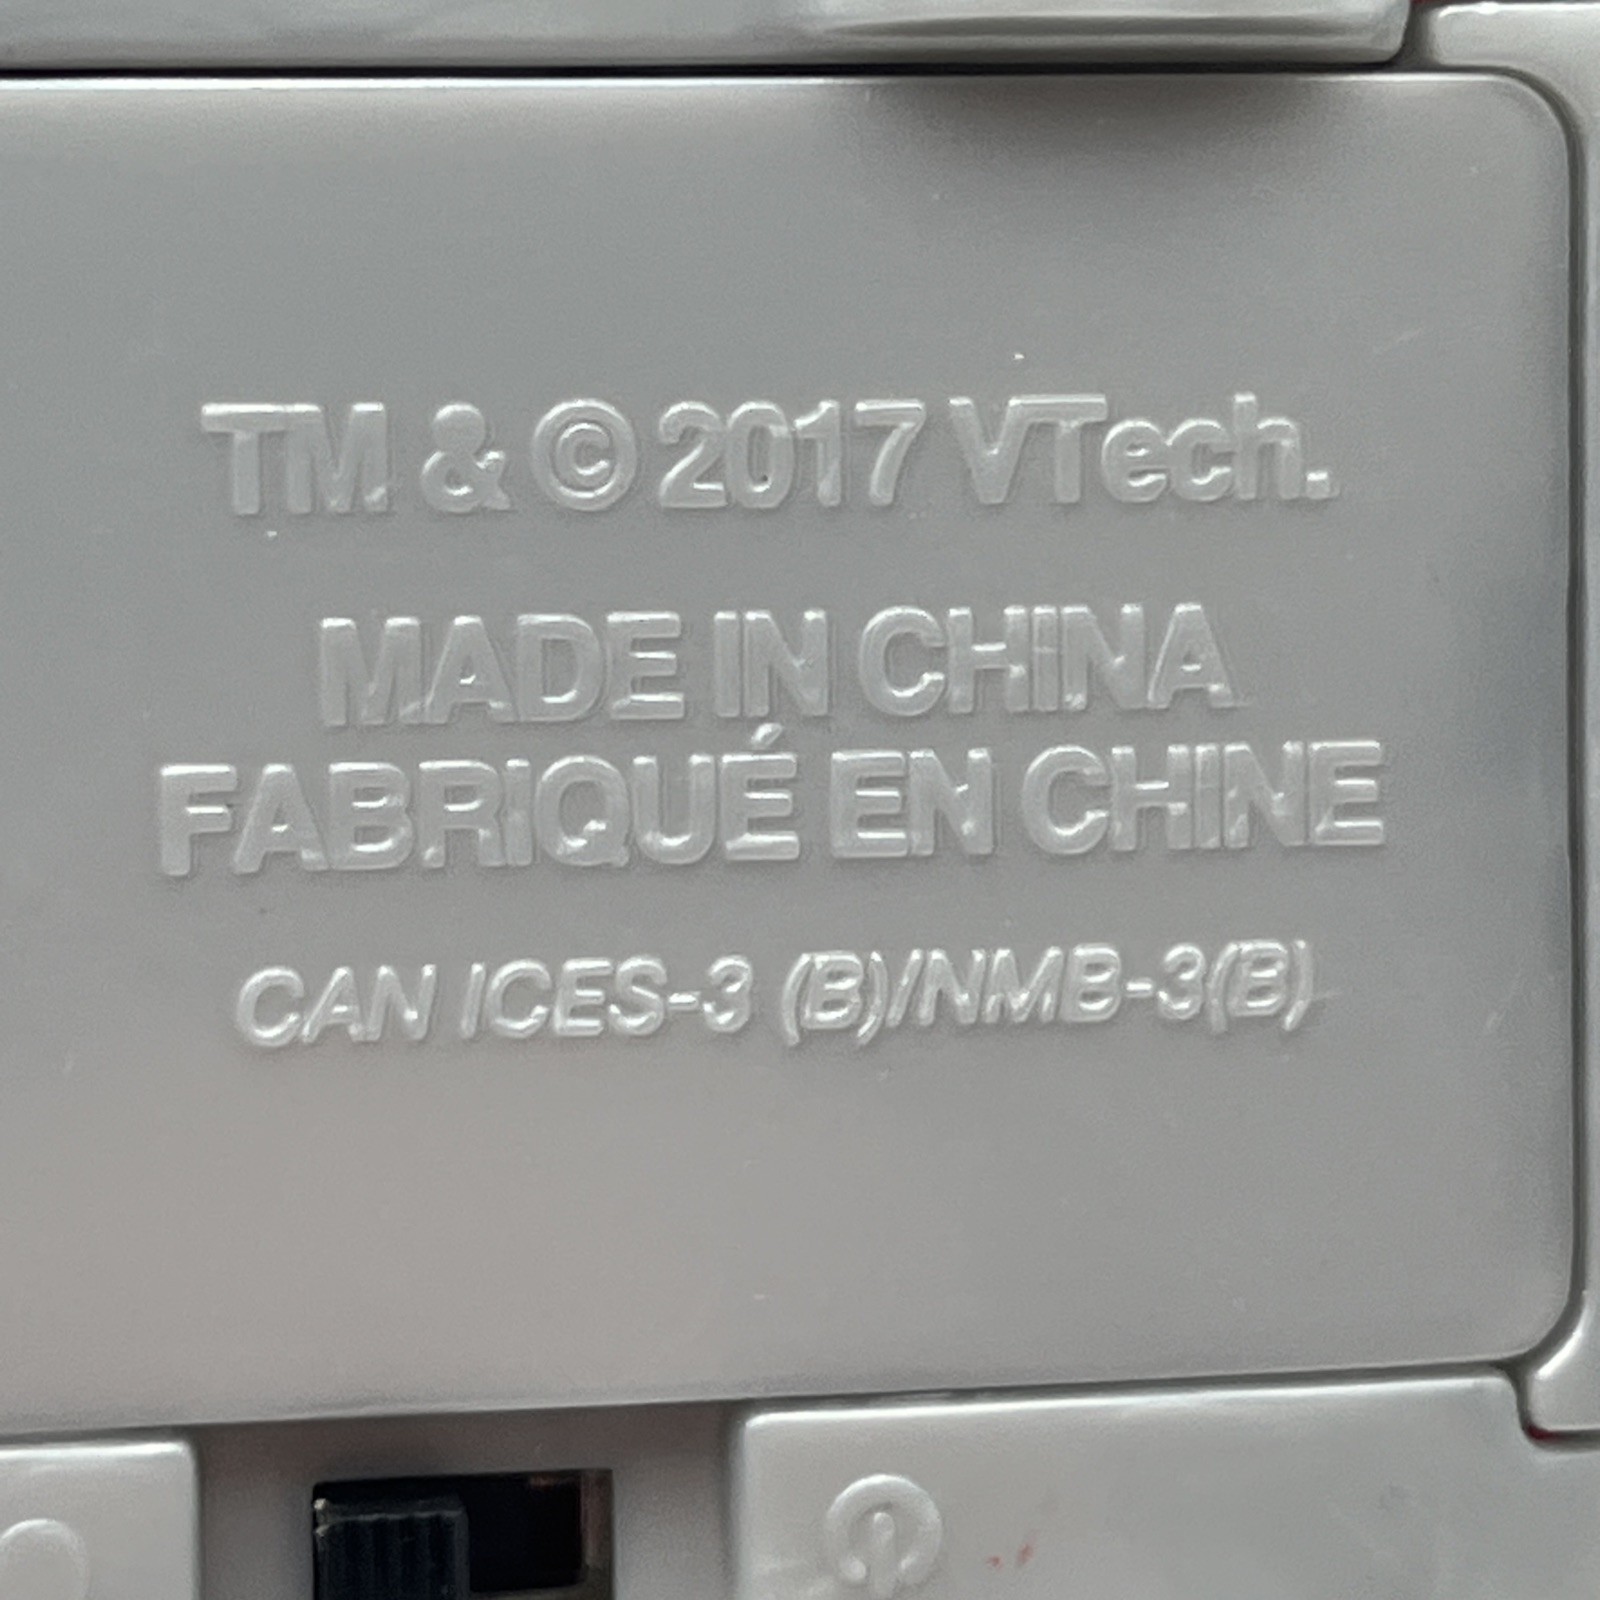 TM & © 2017 VTech.
MADE IN CHINA
FABRIQUÉ EN CHINE
CAN ICES-3 (B)/NMB-3(B)